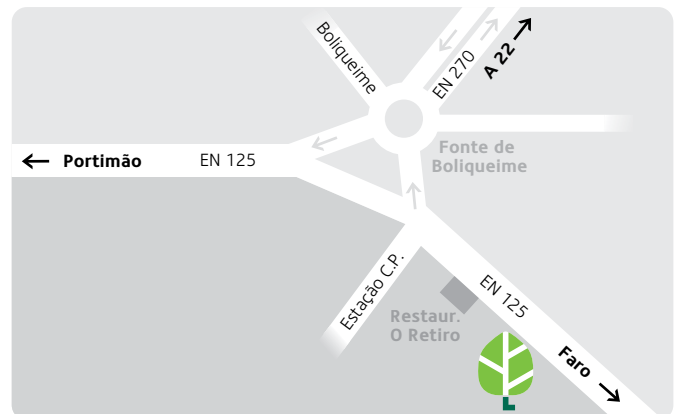 Boliqueime
EN 270
A 22
Fonte de
Boliqueime
Portimão
EN 125
Estação C.P.
EN 125
Restaur.
O Retiro
Faro